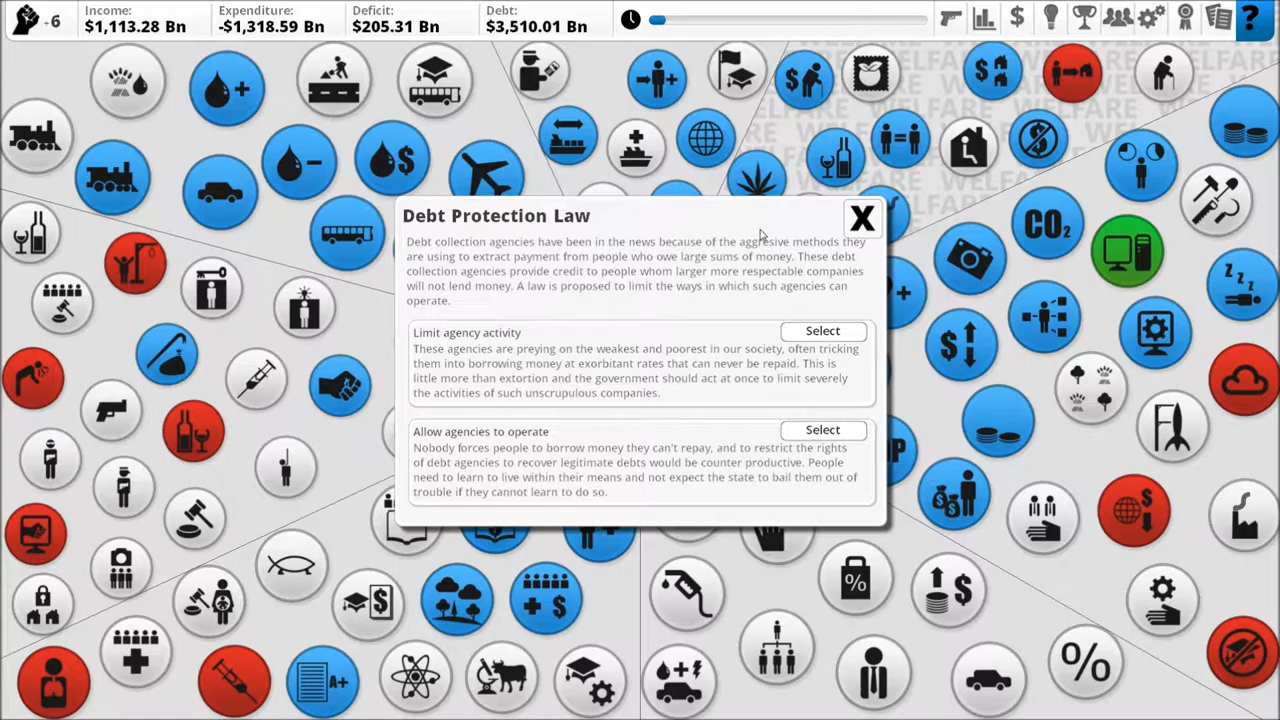 +6
Income:
$1,113.28 Bn
Expenditure:
-$1,318.59 Bn
Deficit:
$205.31 Bn
Debt:
$3,510.01 Bn
?
WELFARE WELFARE
WELFARE WELFARE WELFARE
Debt Protection Law
X
Debt collection agencies have been in the news because of the aggresive methods they
are using to extract payment from people who owe large sums of money. These debt
collection agencies provide credit to people whom larger more respectable companies
will not lend money. A law is proposed to limit the ways in which such agencies can
operate.
Limit agency activity
Select
These agencies are preying on the weakest and poorest in our society, often tricking
them into borrowing money at exorbitant rates that can never be repaid. This is
little more than extortion and the government should act at once to limit severely
the activities of such unscrupulous companies.
Allow agencies to operate
Select
Nobody forces people to borrow money they can't repay, and to restrict the rights
of debt agencies to recover legitimate debts would be counter productive. People
need to learn to live within their means and not expect the state to bail them out of
trouble if they cannot learn to do so.
CO2
A+
%
%